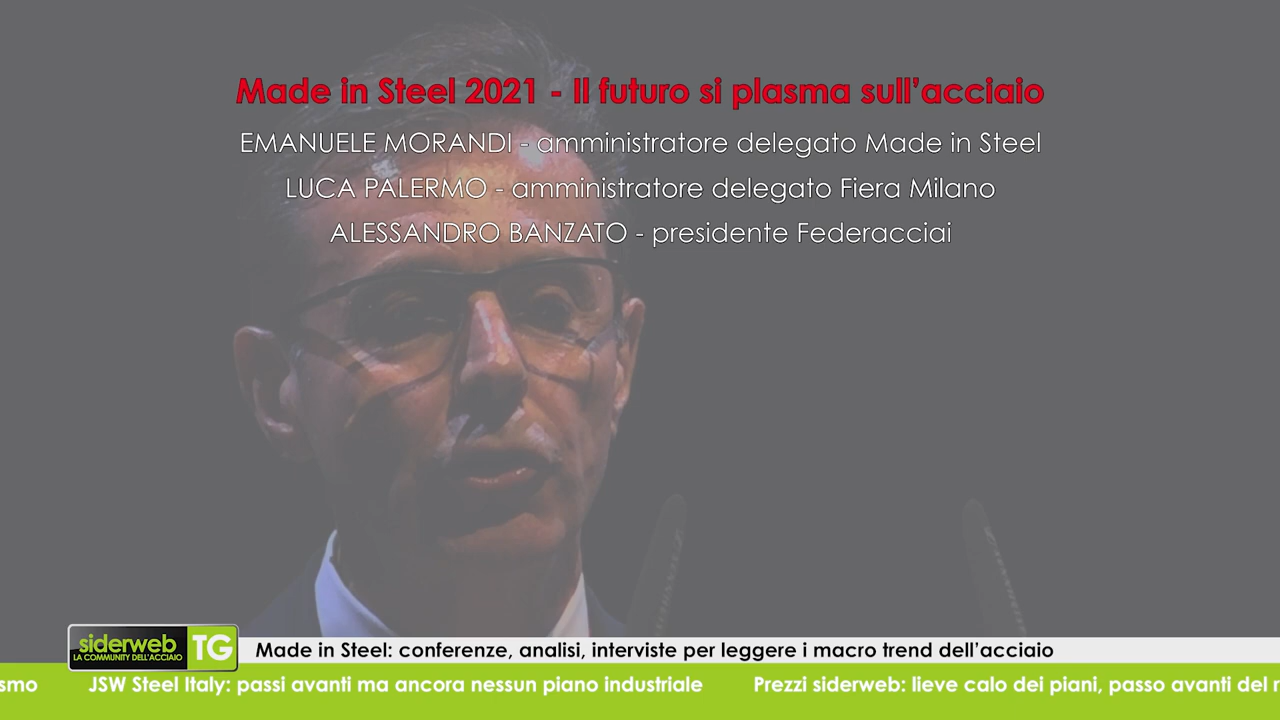 Made in Steel 2021 - Il futuro si plasma sull’acciaio
EMANUELE MORANDI - amministratore delegato Made in Steel
LUCA PALERMO - amministratore delegato Fiera Milano
ALESSANDRO BANZATO - presidente Federacciai
siderweb TG
LA COMMUNITY DELL'ACCIAIO
Made in Steel: conferenze, analisi, interviste per leggere i macro trend dell’acciaio
smo JSW Steel Italy: passi avanti ma ancora nessun piano industriale Prezzi siderweb: lieve calo dei piani, passo avanti del